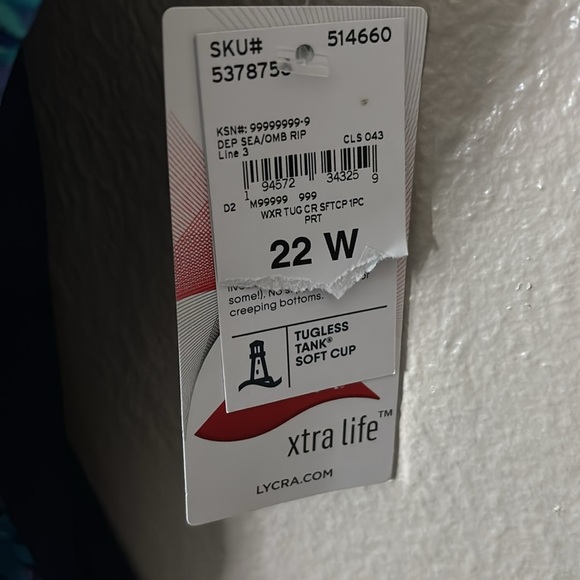 SKU# 514660
537875
KSN#: 99999999-9
DEP SEA/OMB RIP
Line 3 CLS 043
1 94572 34325 9
D2 M99999 999
WXR TUG CR SFTCP 1PC
PRT
22 W
some!). No
creeping bottoms.
TUGLESS
TANK®
SOFT CUP
xtra life™
LYCRA.COM